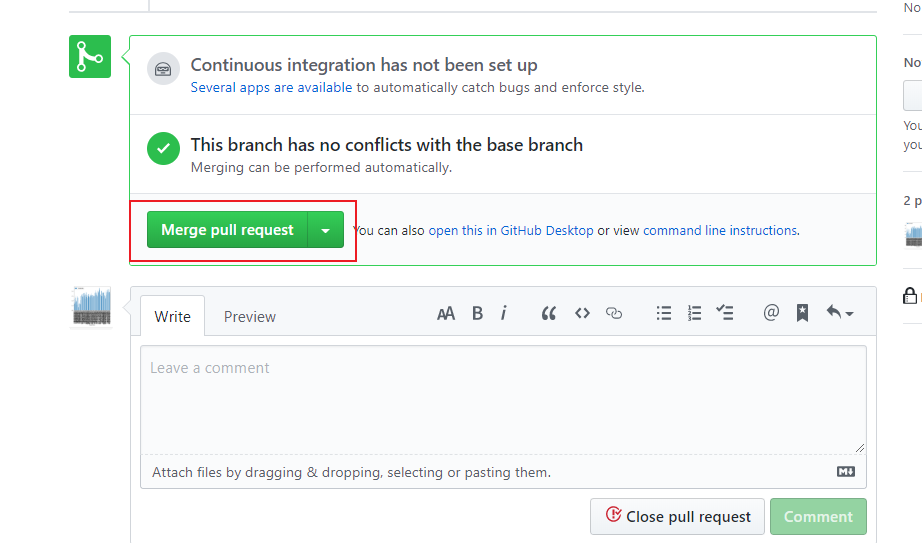 No
Continuous integration has not been set up
Several apps are available to automatically catch bugs and enforce style.
No
This branch has no conflicts with the base branch
Merging can be performed automatically.
You
you
Merge pull request
You can also open this in GitHub Desktop or view command line instructions.
2 p
Write Preview
AA B i
Leave a comment
Attach files by dragging & dropping, selecting or pasting them.
Close pull request Comment